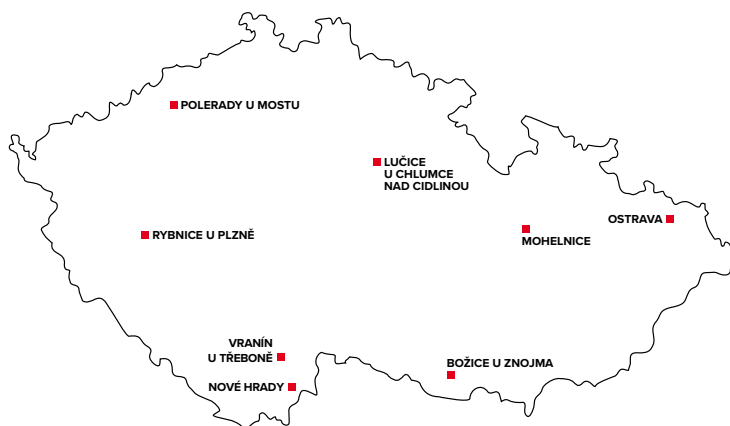 POLERADY U MOSTU
LUČICE
U CHLUMCE
NAD CIDLINOU
OSTRAVA
RYBNICE U PLZNĚ
MOHELNICE
VRANÍN
U TŘEBONĚ
BOŽICE U ZNOJMA
NOVÉ HRADY